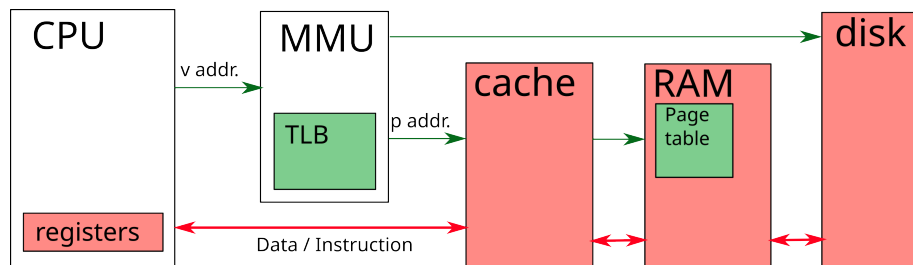 CPU
MMU
disk
v addr.
cache
RAM
TLB
p addr.
Page
table
registers
Data / Instruction